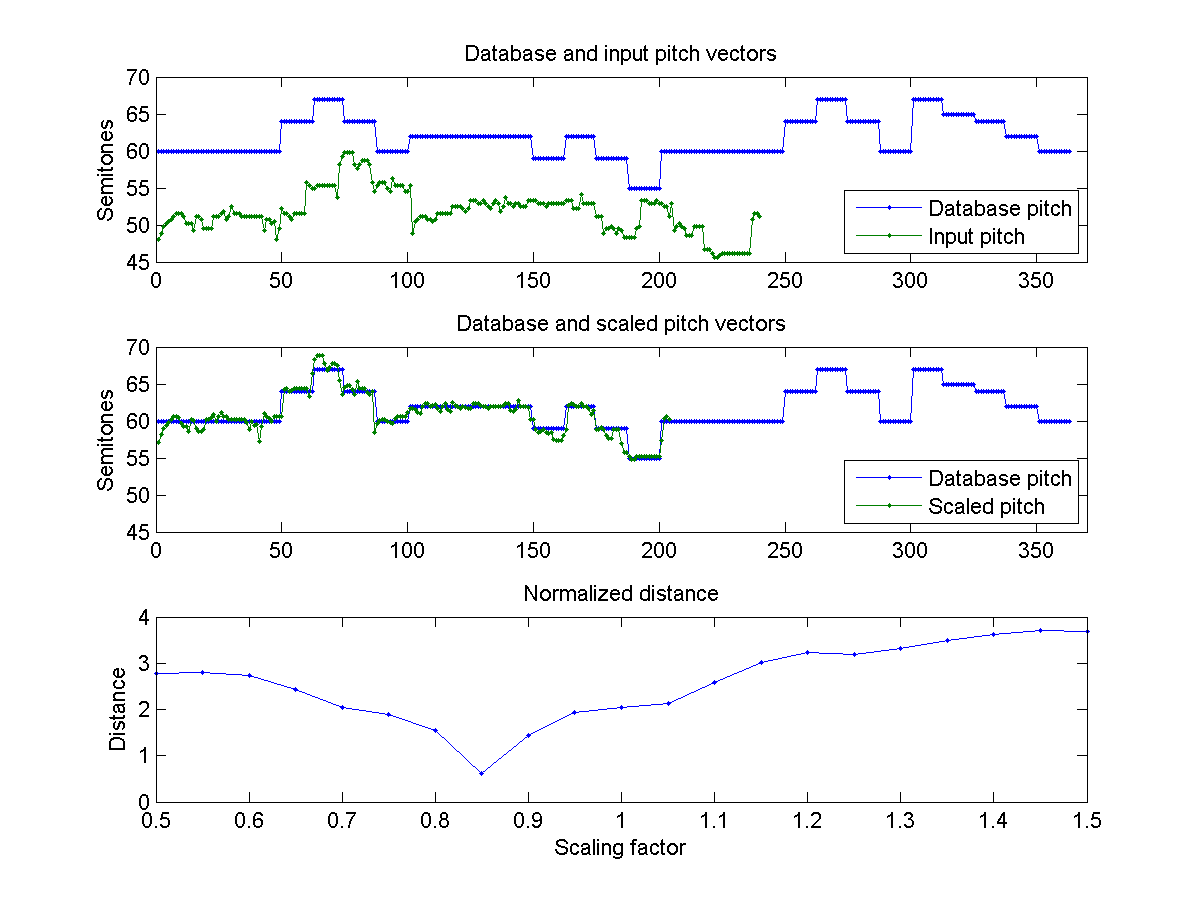 Database and input pitch vectors
70
65
60
55
50
45
Semitones
Database pitch
Input pitch
0 50 100 150 200 250 300 350
Database and scaled pitch vectors
70
65
60
55
50
45
Semitones
Database pitch
Scaled pitch
0 50 100 150 200 250 300 350
Normalized distance
4
3
2
1
0
Distance
0.5 0.6 0.7 0.8 0.9 1 1.1 1.2 1.3 1.4 1.5
Scaling factor